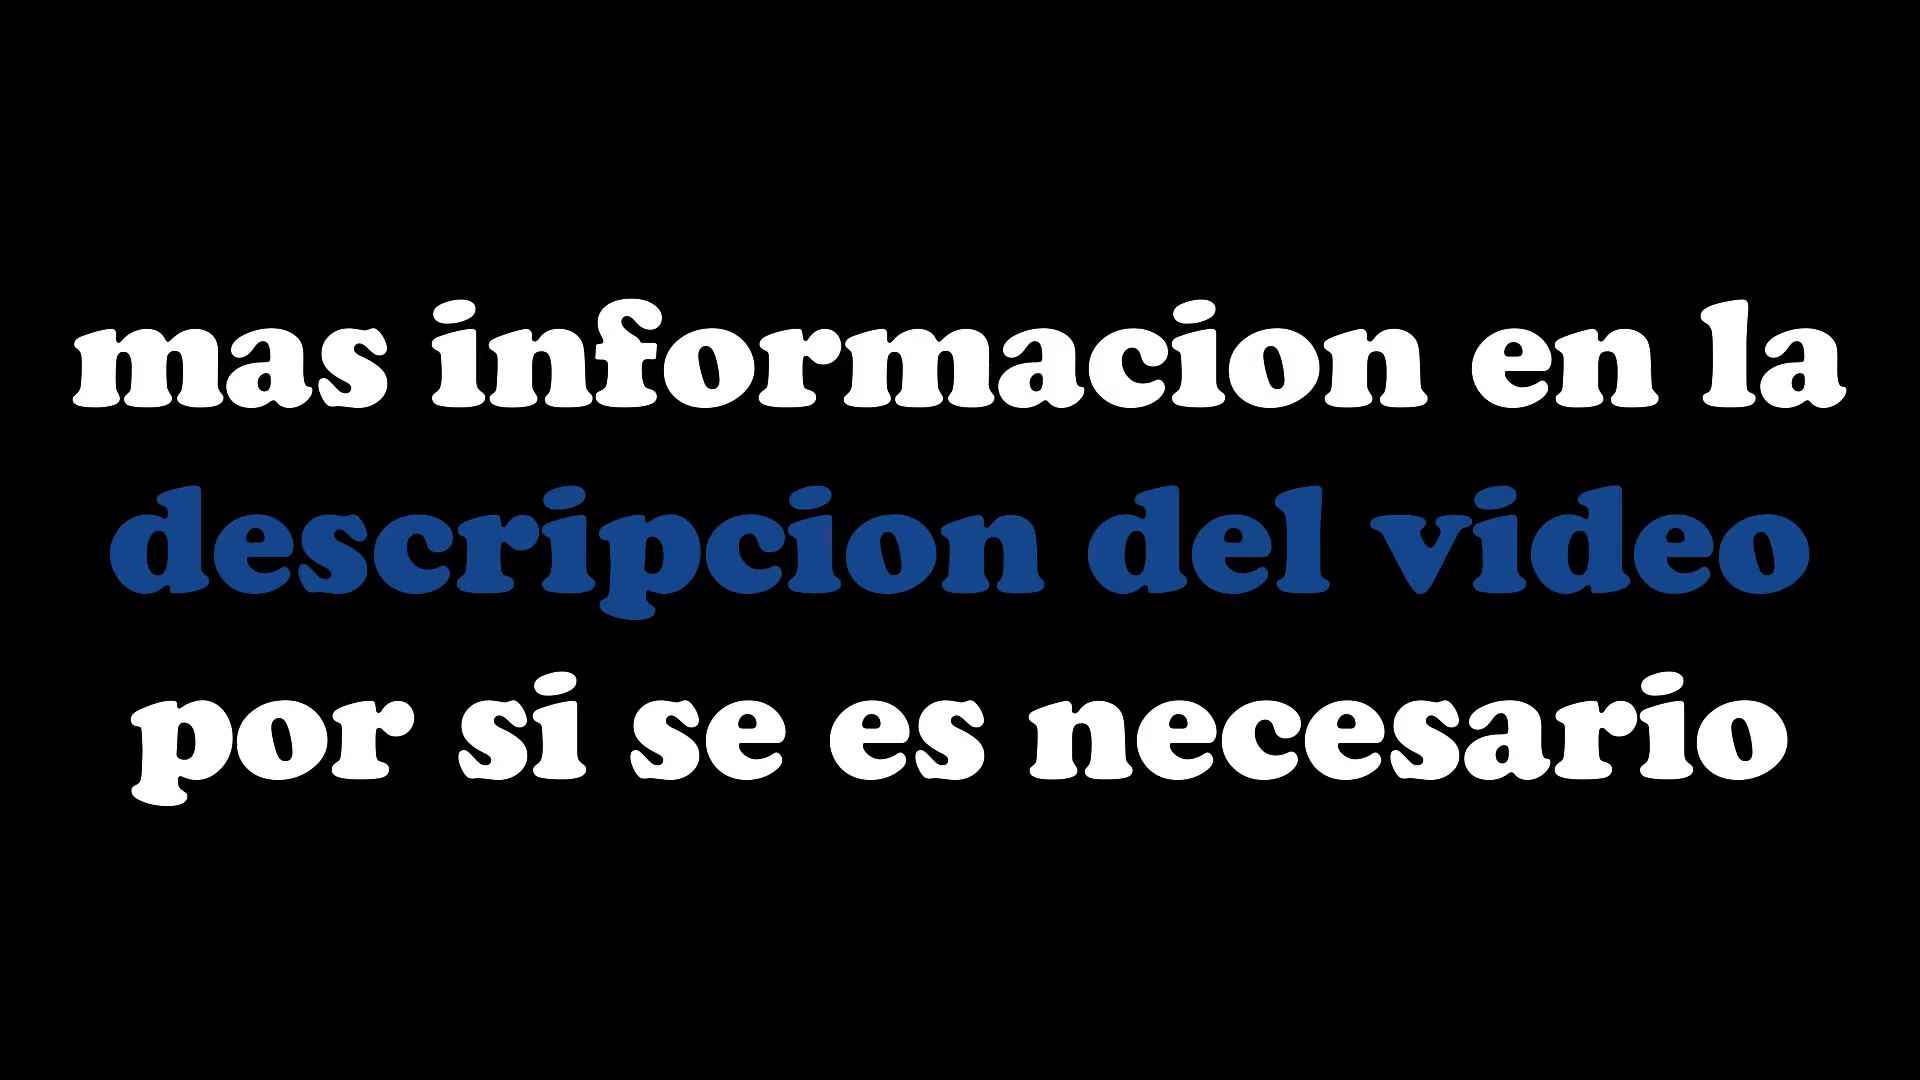 mas informacion en la
descripcion del video
por si se es necesario